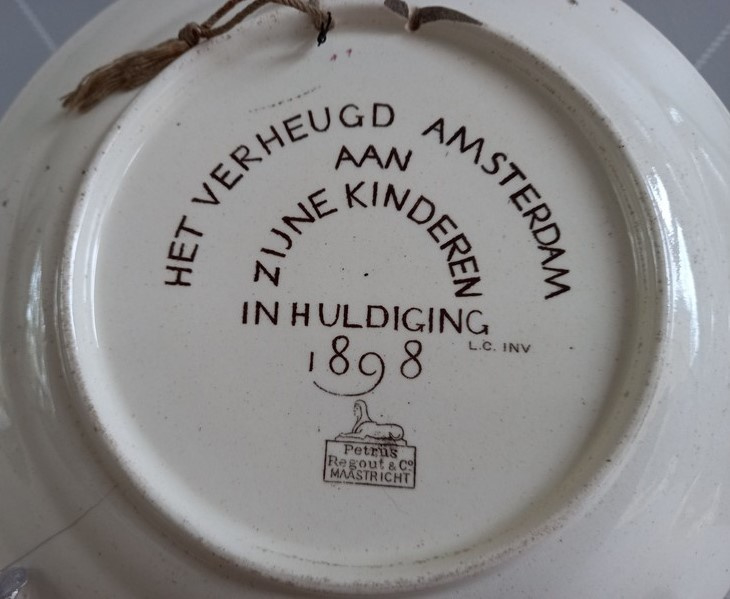 HET VERHEUGD AMSTERDAM
AAN
ZIJNE KINDEREN
IN HULDIGING
1898
L.C. INV
Petrus
Regout & Co
MAASTRICHT